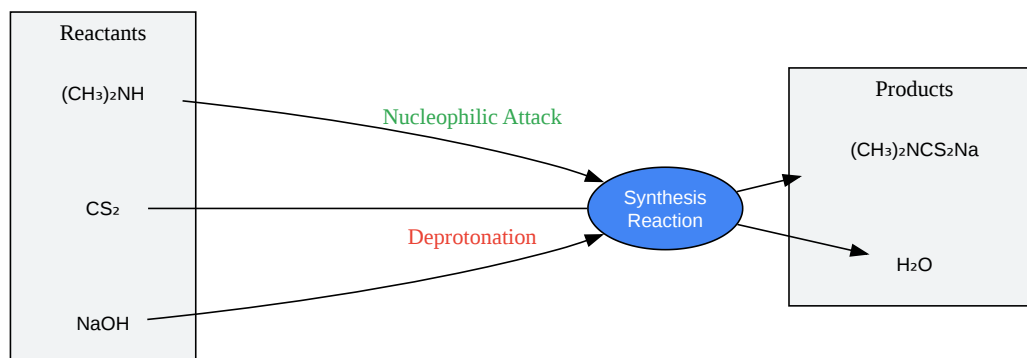 Reactants
(CH₃)₂NH
CS₂
NaOH
Nucleophilic Attack
Deprotonation
Synthesis
Reaction
Products
(CH₃)₂NCS₂Na
H₂O